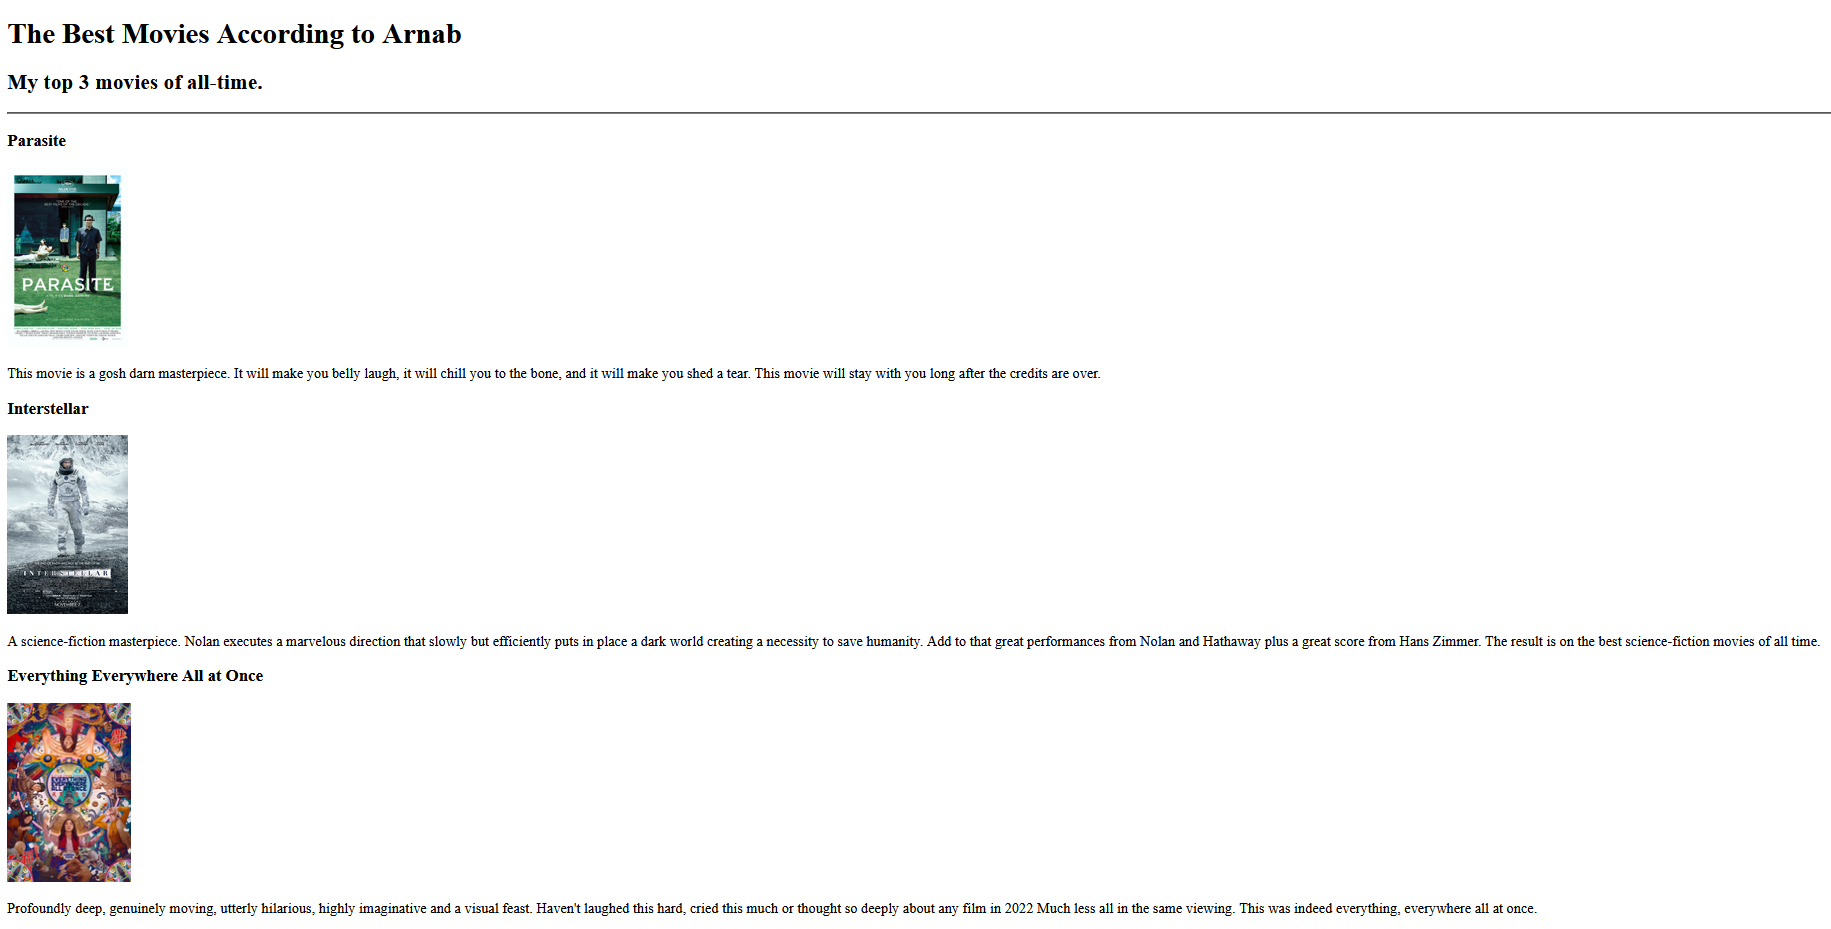 The Best Movies According to Arnab
My top 3 movies of all-time.
Parasite
PARASITE
This movie is a gosh darn masterpiece. It will make you belly laugh, it will chill you to the bone, and it will make you shed a tear. This movie will stay with you long after the credits are over.
Interstellar
INTERSTELLAR
A science-fiction masterpiece. Nolan executes a marvelous direction that slowly but efficiently puts in place a dark world creating a necessity to save humanity. Add to that great performances from Nolan and Hathaway plus a great score from Hans Zimmer. The result is on the best science-fiction movies of all time.
Everything Everywhere All at Once
EVERYTHING
EVERYWHERE
ALL AT ONCE
Profoundly deep, genuinely moving, utterly hilarious, highly imaginative and a visual feast. Haven't laughed this hard, cried this much or thought so deeply about any film in 2022 Much less all in the same viewing. This was indeed everything, everywhere all at once.